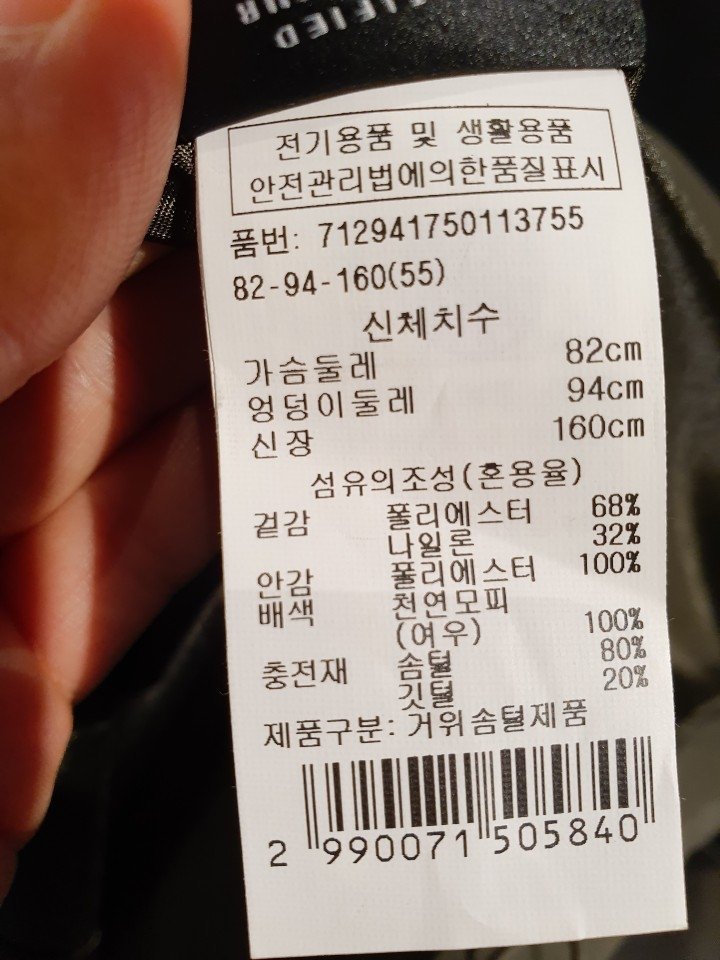 전기용품 및 생활용품
안전관리법에의한품질표시
품번: 712941750113755
82-94-160(55)
신체치수
가슴둘레 82cm
엉덩이둘레 94cm
신장 160cm
섬유의조성(혼용율)
겉감 폴리에스터 68%
나일론 32%
안감 폴리에스터 100%
배색 천연모피
(여우) 100%
충전재 솜털 80%
깃털 20%
제품구분: 거위솜털제품
2 990071 505840